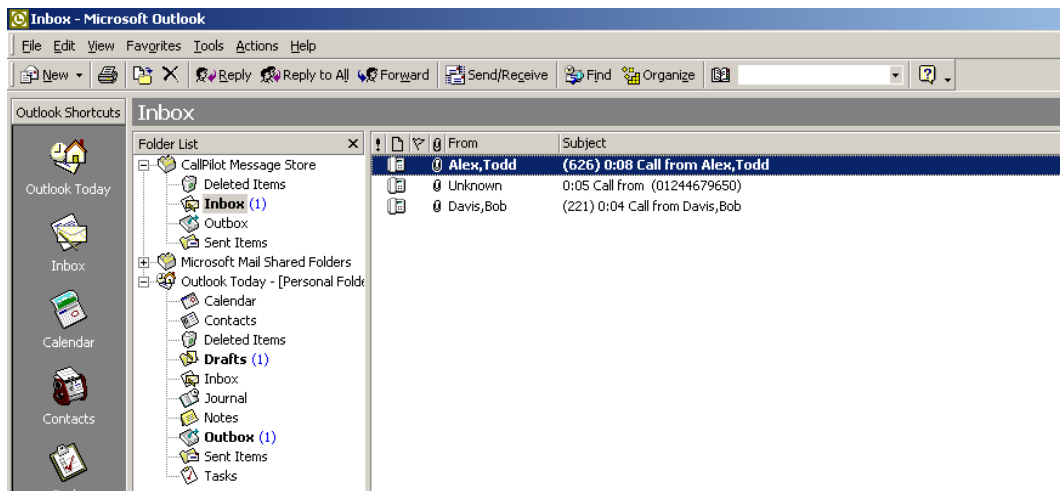 Inbox - Microsoft Outlook
File Edit View Favorites Tools Actions Help
New Reply Reply to All Forward Send/Receive Find Organize
Outlook Shortcuts
Inbox
Outlook Today
Inbox
Calendar
Contacts
Folder List
CallPilot Message Store
Deleted Items
Inbox (1)
Outbox
Sent Items
Microsoft Mail Shared Folders
Outlook Today - [Personal Folde
Calendar
Contacts
Deleted Items
Drafts (1)
Inbox
Journal
Notes
Outbox (1)
Sent Items
Tasks
! From Subject
Alex,Todd (626) 0:08 Call from Alex,Todd
Unknown 0:05 Call from (01244679650)
Davis,Bob (221) 0:04 Call from Davis,Bob